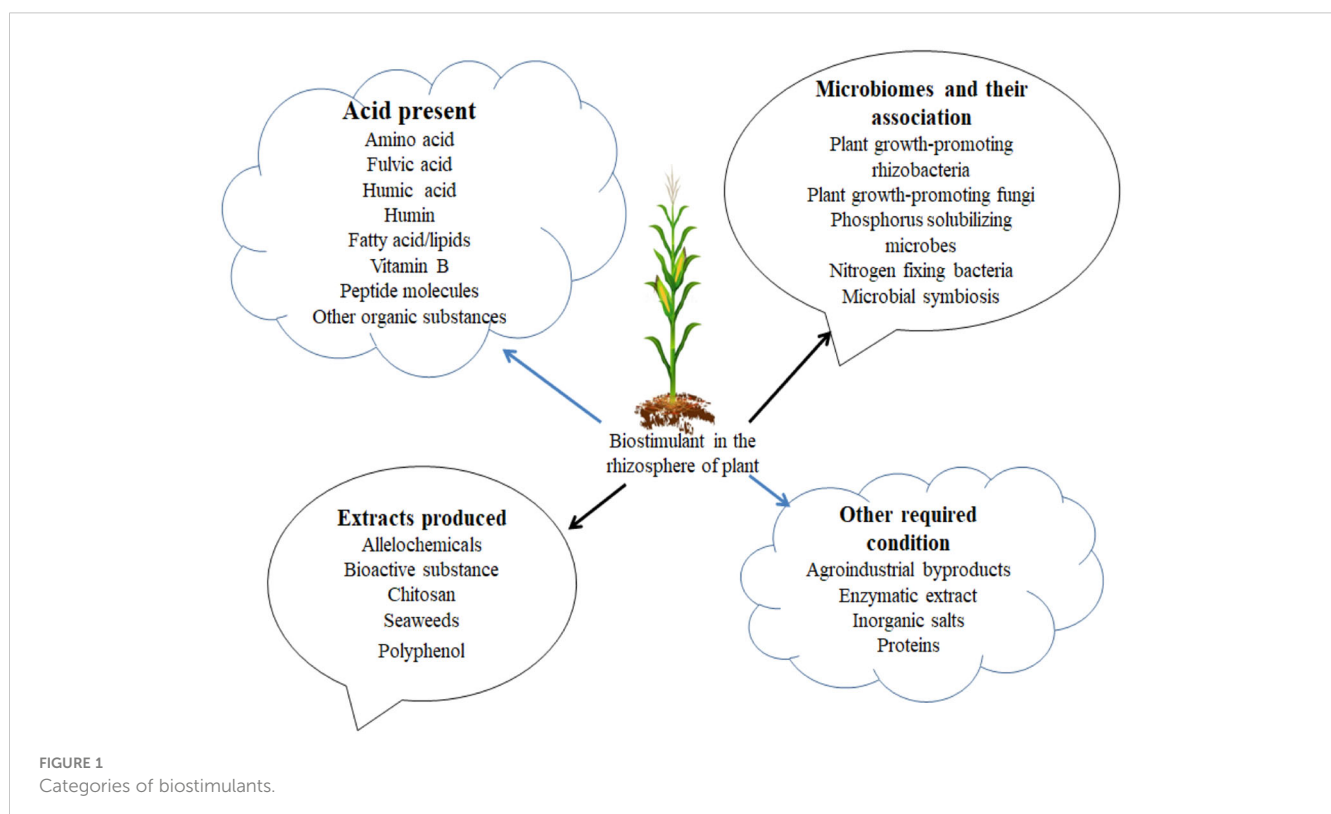 Acid present
Amino acid
Fulvic acid
Humic acid
Humin
Fatty acid/lipids
Vitamin B
Peptide molecules
Other organic substances
Microbiomes and their
association
Plant growth-promoting
rhizobacteria
Plant growth-promoting fungi
Phosphorus solubilizing
microbes
Nitrogen fixing bacteria
Microbial symbiosis
Biostimulant in the
rhizosphere of plant
Extracts produced
Allelochemicals
Bioactive substance
Chitosan
Seaweeds
Polyphenol
Other required
condition
Agroindustrial byproducts
Enzymatic extract
Inorganic salts
Proteins
FIGURE 1
Categories of biostimulants.